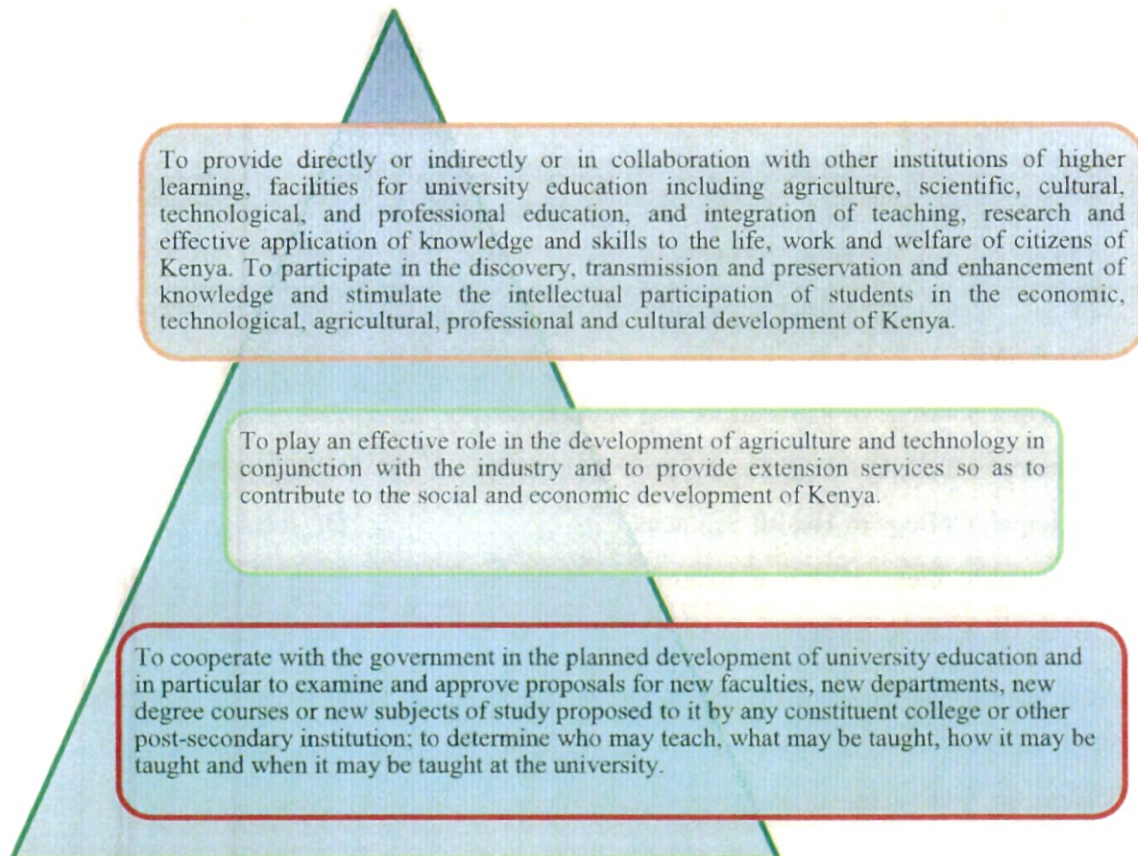 To provide directly or indirectly or in collaboration with other institutions of higher
learning, facilities for university education including agriculture, scientific, cultural,
technological, and professional education, and integration of teaching, research and
effective application of knowledge and skills to the life, work and welfare of citizens of
Kenya. To participate in the discovery, transmission and preservation and enhancement of
knowledge and stimulate the intellectual participation of students in the economic,
technological, agricultural, professional and cultural development of Kenya.
To play an effective role in the development of agriculture and technology in
conjunction with the industry and to provide extension services so as to
contribute to the social and economic development of Kenya.
To cooperate with the government in the planned development of university education and
in particular to examine and approve proposals for new faculties, new departments, new
degree courses or new subjects of study proposed to it by any constituent college or other
post-secondary institution; to determine who may teach, what may be taught, how it may be
taught and when it may be taught at the university.